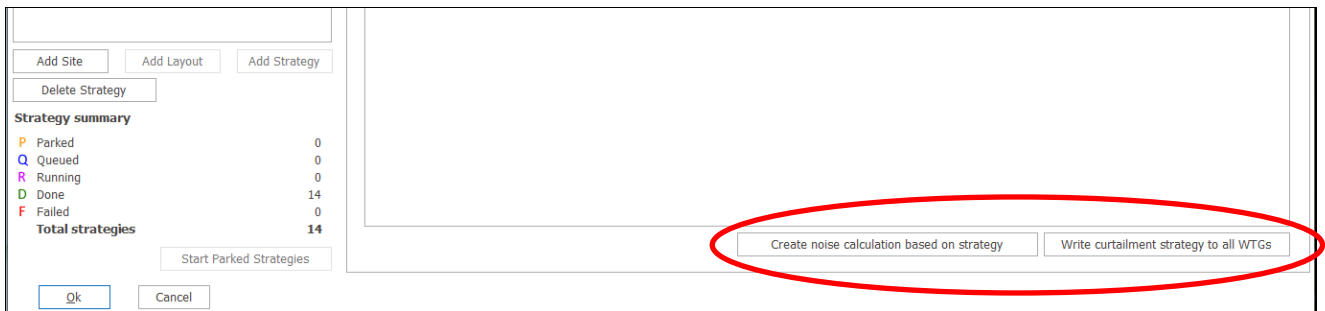 Add Site Add Layout Add Strategy
Delete Strategy
Strategy summary
P Parked 0
Q Queued 0
R Running 0
D Done 14
F Failed 0
Total strategies 14
Create noise calculation based on strategy Write curtailment strategy to all WTGs
Start Parked Strategies
Ok Cancel